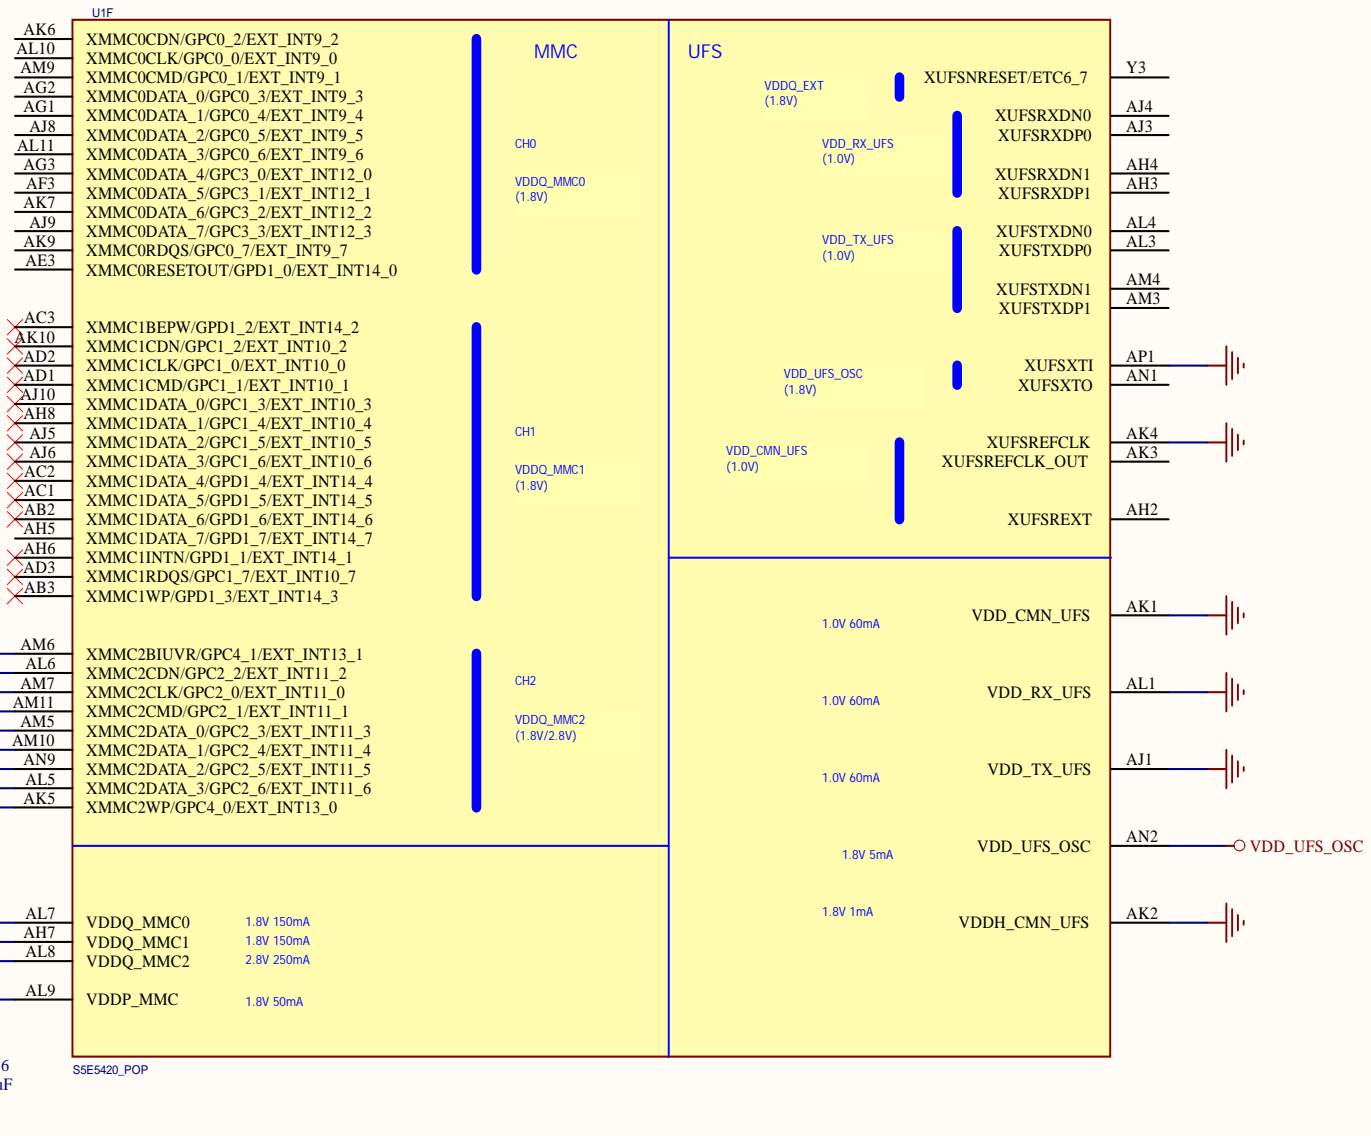 U1F
AK6 XMMC0CDN/GPC0_2/EXT_INT9_2
AL10 XMMC0CLK/GPC0_0/EXT_INT9_0
AM9 XMMC0CMD/GPC0_1/EXT_INT9_1
AG2 XMMC0DATA_0/GPC0_3/EXT_INT9_3
AG1 XMMC0DATA_1/GPC0_4/EXT_INT9_4
AJ8 XMMC0DATA_2/GPC0_5/EXT_INT9_5
AL11 XMMC0DATA_3/GPC0_6/EXT_INT9_6
AG3 XMMC0DATA_4/GPC3_0/EXT_INT12_0
AF3 XMMC0DATA_5/GPC3_1/EXT_INT12_1
AK7 XMMC0DATA_6/GPC3_2/EXT_INT12_2
AJ9 XMMC0DATA_7/GPC3_3/EXT_INT12_3
AK9 XMMC0RDQS/GPC0_7/EXT_INT9_7
AE3 XMMC0RESETOUT/GPD1_0/EXT_INT14_0
MMC
CH0
VDDQ_MMC0
(1.8V)
AC3 XMMC1BEPW/GPD1_2/EXT_INT14_2
AK10 XMMC1CDN/GPC1_2/EXT_INT10_2
AD2 XMMC1CLK/GPC1_0/EXT_INT10_0
AD1 XMMC1CMD/GPC1_1/EXT_INT10_1
AJ10 XMMC1DATA_0/GPC1_3/EXT_INT10_3
AH8 XMMC1DATA_1/GPC1_4/EXT_INT10_4
AJ5 XMMC1DATA_2/GPC1_5/EXT_INT10_5
AJ6 XMMC1DATA_3/GPC1_6/EXT_INT10_6
AC2 XMMC1DATA_4/GPD1_4/EXT_INT14_4
AC1 XMMC1DATA_5/GPD1_5/EXT_INT14_5
AB2 XMMC1DATA_6/GPD1_6/EXT_INT14_6
AH5 XMMC1DATA_7/GPD1_7/EXT_INT14_7
AH6 XMMC1INTN/GPD1_1/EXT_INT14_1
AD3 XMMC1RDQS/GPC1_7/EXT_INT10_7
AB3 XMMC1WP/GPD1_3/EXT_INT14_3
CH1
VDDQ_MMC1
(1.8V)
AM6 XMMC2BIUVR/GPC4_1/EXT_INT13_1
AL6 XMMC2CDN/GPC2_2/EXT_INT11_2
AM7 XMMC2CLK/GPC2_0/EXT_INT11_0
AM11 XMMC2CMD/GPC2_1/EXT_INT11_1
AM5 XMMC2DATA_0/GPC2_3/EXT_INT11_3
AM10 XMMC2DATA_1/GPC2_4/EXT_INT11_4
AN9 XMMC2DATA_2/GPC2_5/EXT_INT11_5
AL5 XMMC2DATA_3/GPC2_6/EXT_INT11_6
AK5 XMMC2WP/GPC4_0/EXT_INT13_0
CH2
VDDQ_MMC2
(1.8V/2.8V)
AL7 VDDQ_MMC0 1.8V 150mA
AH7 VDDQ_MMC1 1.8V 150mA
AL8 VDDQ_MMC2 2.8V 250mA
AL9 VDDP_MMC 1.8V 50mA
UFS
VDDQ_EXT
(1.8V)
XUFSNRESET/ETC6_7 Y3
VDD_RX_UFS
(1.0V)
XUFSRXDN0 AJ4
XUFSRXDP0 AJ3
XUFSRXDN1 AH4
XUFSRXDP1 AH3
VDD_TX_UFS
(1.0V)
XUFSTXDN0 AL4
XUFSTXDP0 AL3
XUFSTXDN1 AM4
XUFSTXDP1 AM3
VDD_UFS_OSC
(1.8V)
XUFSXTI AP1
XUFSXTO AN1
VDD_CMN_UFS
(1.0V)
XUFSREFCLK AK4
XUFSREFCLK_OUT AK3
XUFSREXT AH2
1.0V 60mA VDD_CMN_UFS AK1
1.0V 60mA VDD_RX_UFS AL1
1.0V 60mA VDD_TX_UFS AJ1
1.8V 5mA VDD_UFS_OSC AN2 VDD_UFS_OSC
1.8V 1mA VDDH_CMN_UFS AK2
S5E5420_POP
6
uF